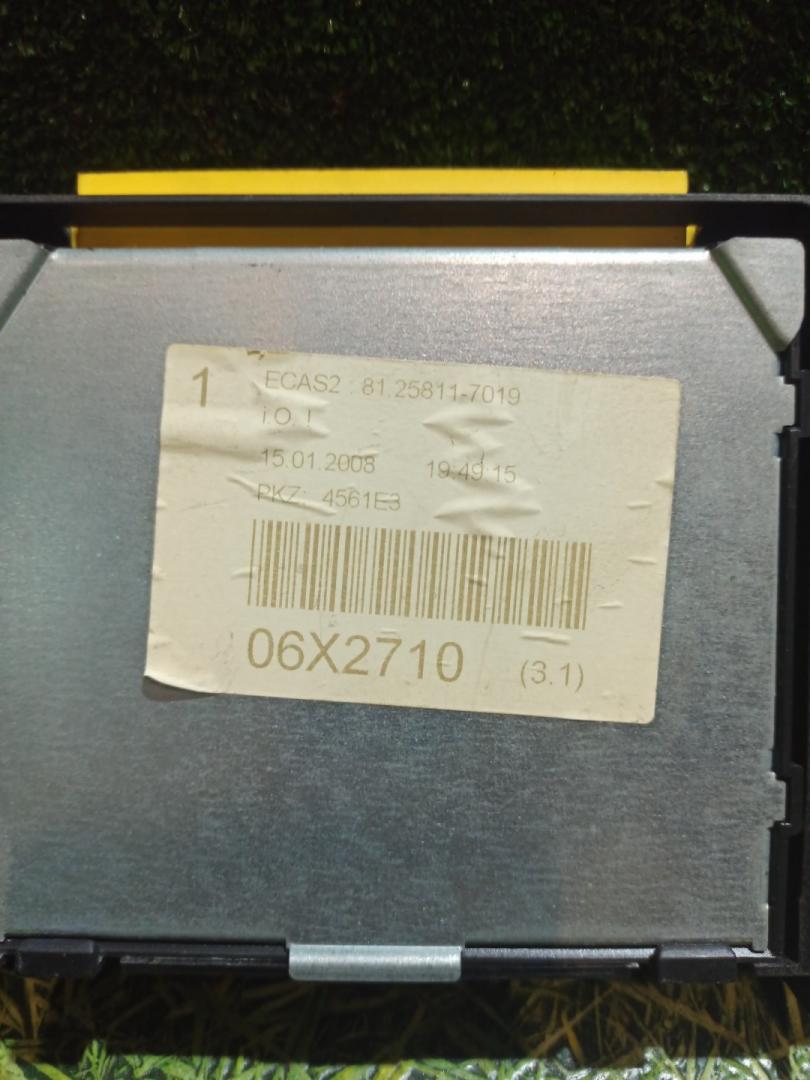 1
ECAS2 : 81.25811-7019
i.O. !
15.01.2008 19:49:15
PKZ: 4561E3
06X2710 (3.1)